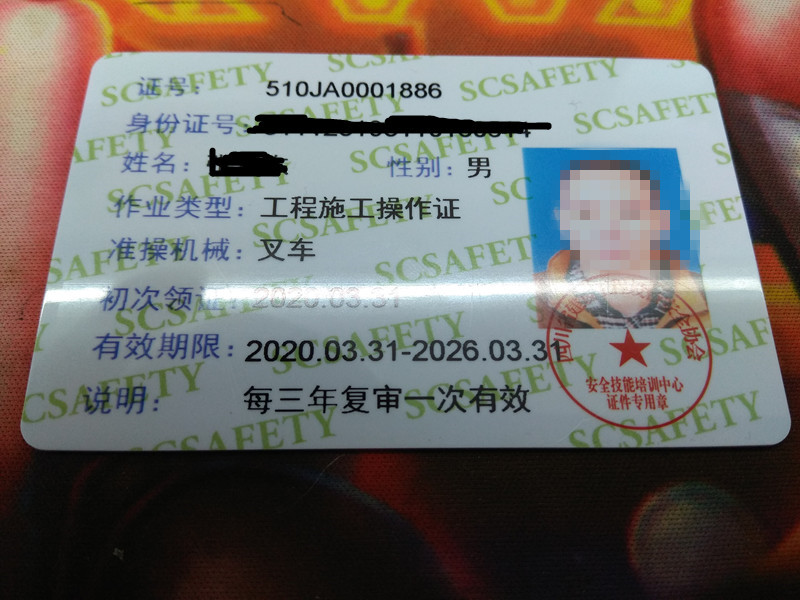 证号: 510JA0001886
身份证号:
姓名:
性别: 男
作业类型: 工程施工操作证
准操机械: 叉车
初次领证: 2020.03.31
有效期限: 2020.03.31-2026.03.31
说明: 每三年复审一次有效
安全技能培训中心
证件专用章
SCSAFETY